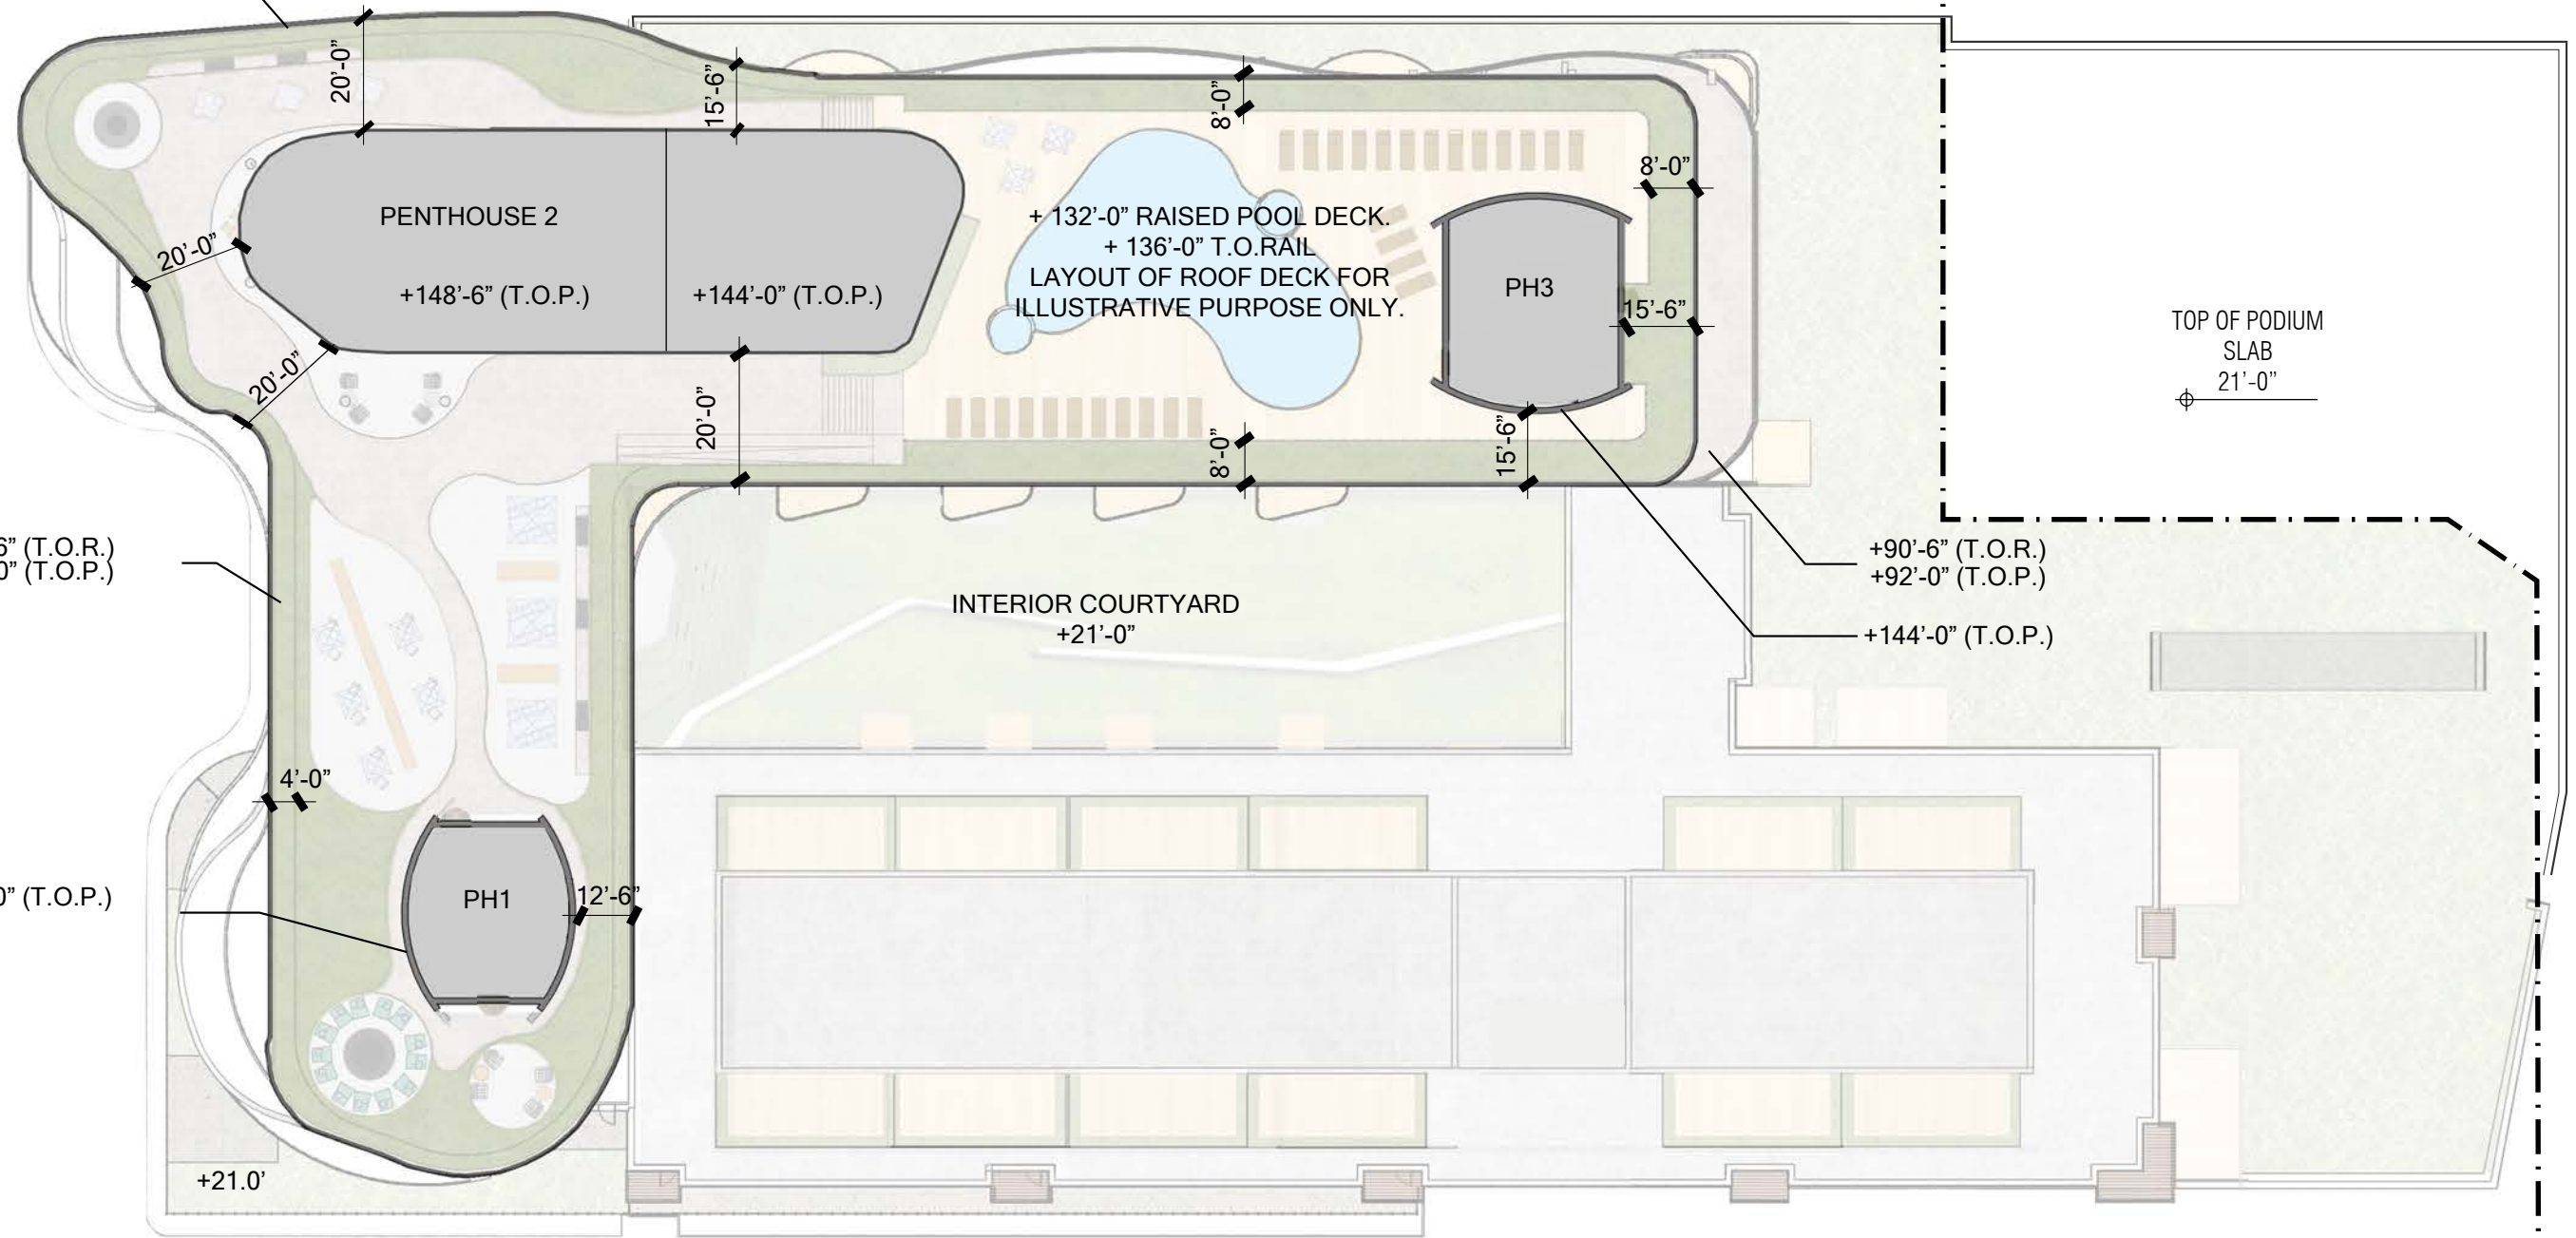 20’-0”
15’-6”
8’-0”
8’-0”
PENTHOUSE 2
+148’-6” (T.O.P.)
+144’-0” (T.O.P.)
+ 132’-0” RAISED POOL DECK.
+ 136’-0” T.O.RAIL
LAYOUT OF ROOF DECK FOR
ILLUSTRATIVE PURPOSE ONLY.
PH3
15’-6”
20’-0”
20’-0”
20’-0”
8’-0”
15’-6”
TOP OF PODIUM
SLAB
21’-0”
6” (T.O.R.)
0” (T.O.P.)
+90’-6” (T.O.R.)
+92’-0” (T.O.P.)
INTERIOR COURTYARD
+21’-0”
+144’-0” (T.O.P.)
4’-0”
0” (T.O.P.)
PH1
12’-6”
+21.0’